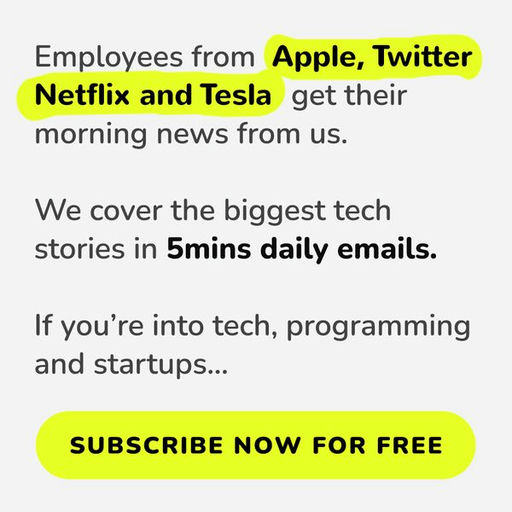 Employees from Apple, Twitter
Netflix and Tesla get their
morning news from us.
We cover the biggest tech
stories in 5mins daily emails.
If you’re into tech, programming
and startups...
SUBSCRIBE NOW FOR FREE